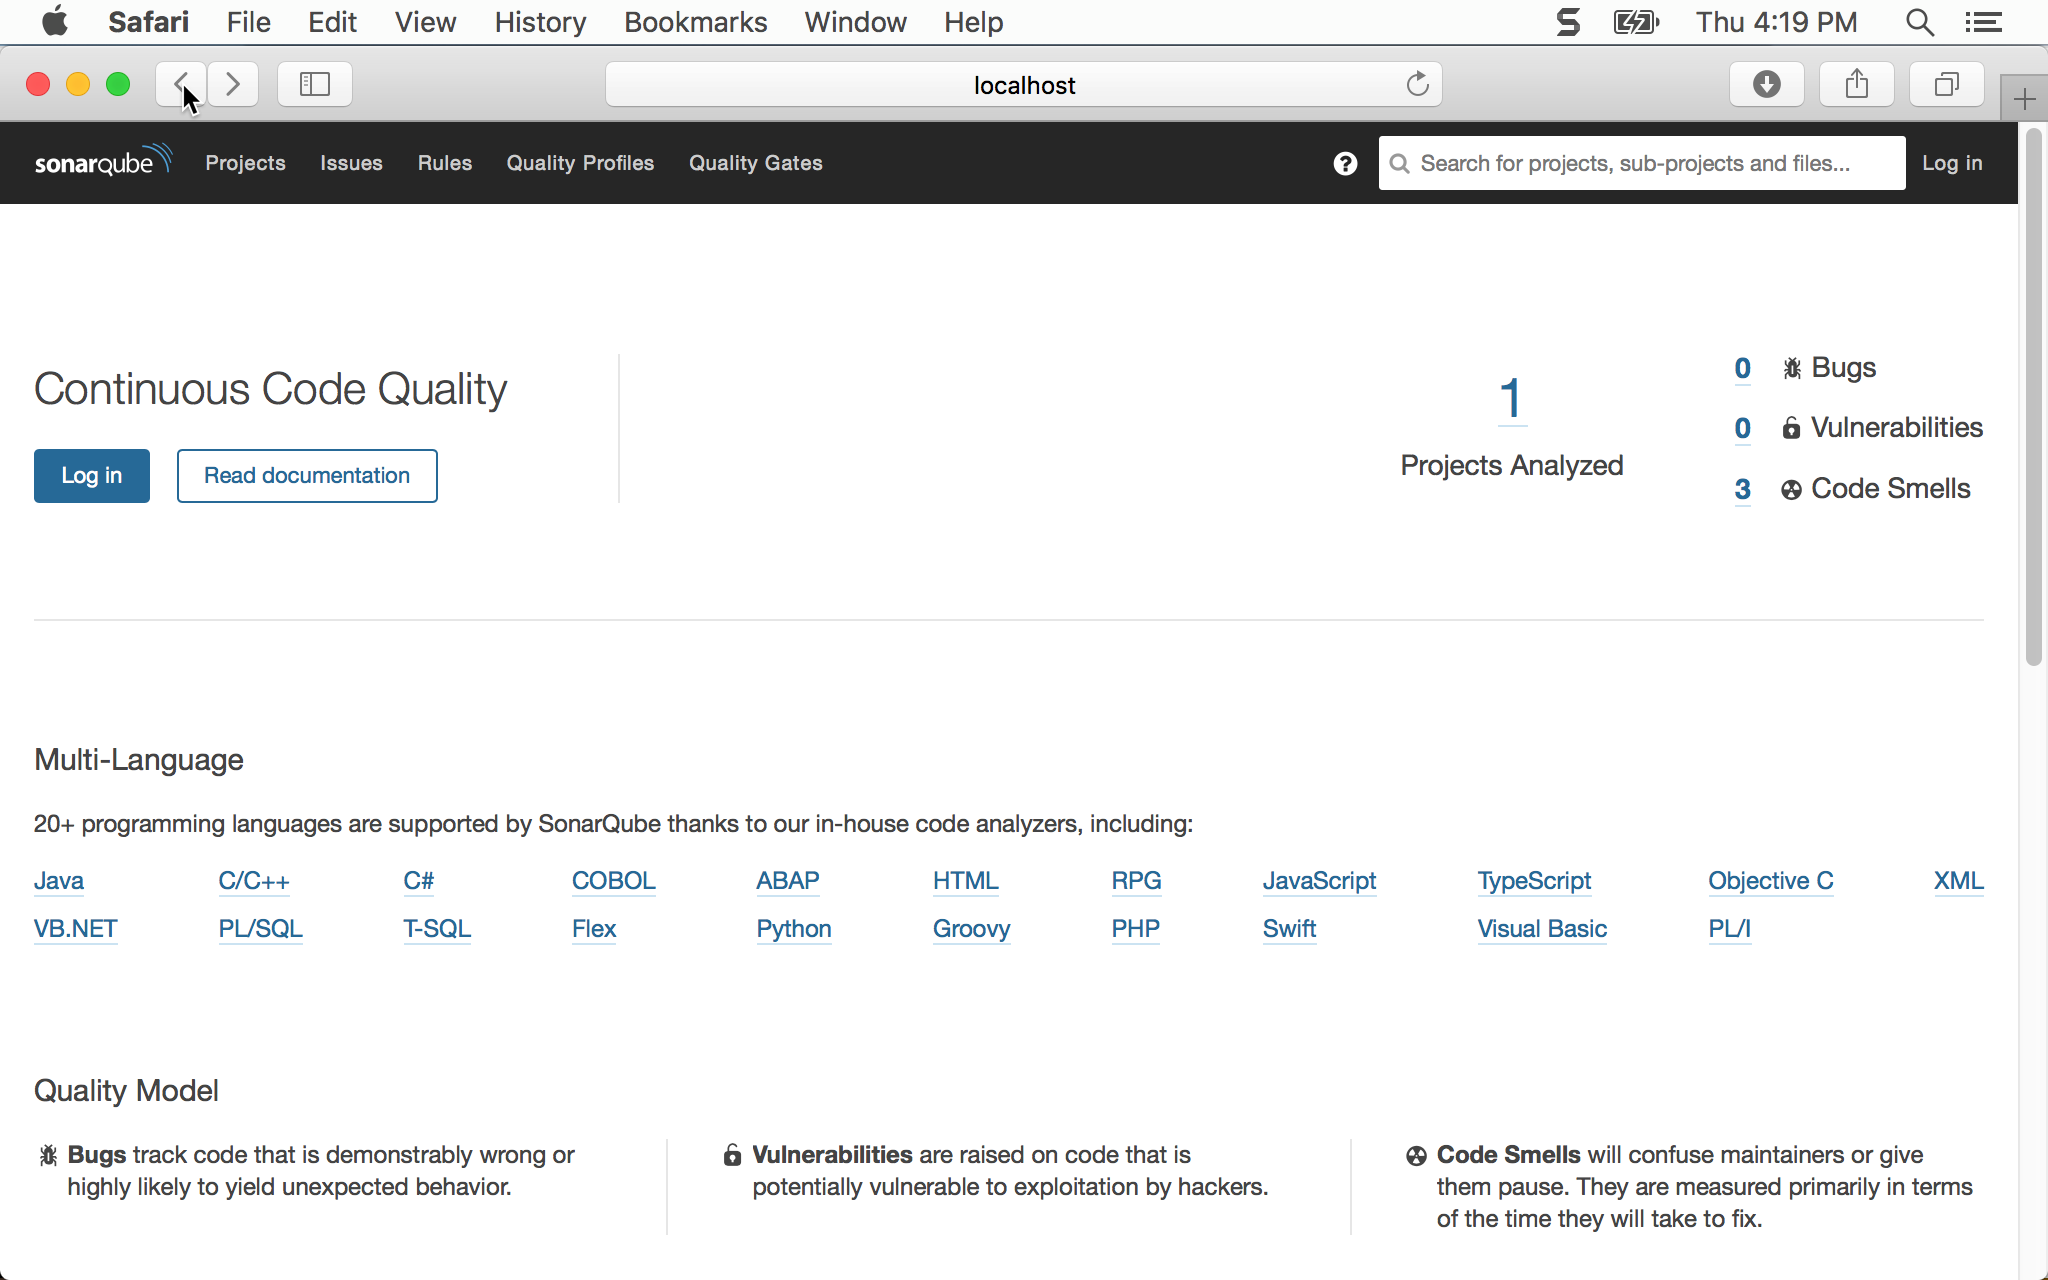 Safari File Edit View History Bookmarks Window Help Thu 4:19 PM
localhost
sonarqube Projects Issues Rules Quality Profiles Quality Gates Search for projects, sub-projects and files... Log in
Continuous Code Quality
Log in Read documentation
1
Projects Analyzed
0 Bugs
0 Vulnerabilities
3 Code Smells
Multi-Language
20+ programming languages are supported by SonarQube thanks to our in-house code analyzers, including:
Java C/C++ C# COBOL ABAP HTML RPG JavaScript TypeScript Objective C XML
VB.NET PL/SQL T-SQL Flex Python Groovy PHP Swift Visual Basic PL/I
Quality Model
Bugs track code that is demonstrably wrong or
highly likely to yield unexpected behavior.
Vulnerabilities are raised on code that is
potentially vulnerable to exploitation by hackers.
Code Smells will confuse maintainers or give
them pause. They are measured primarily in terms
of the time they will take to fix.